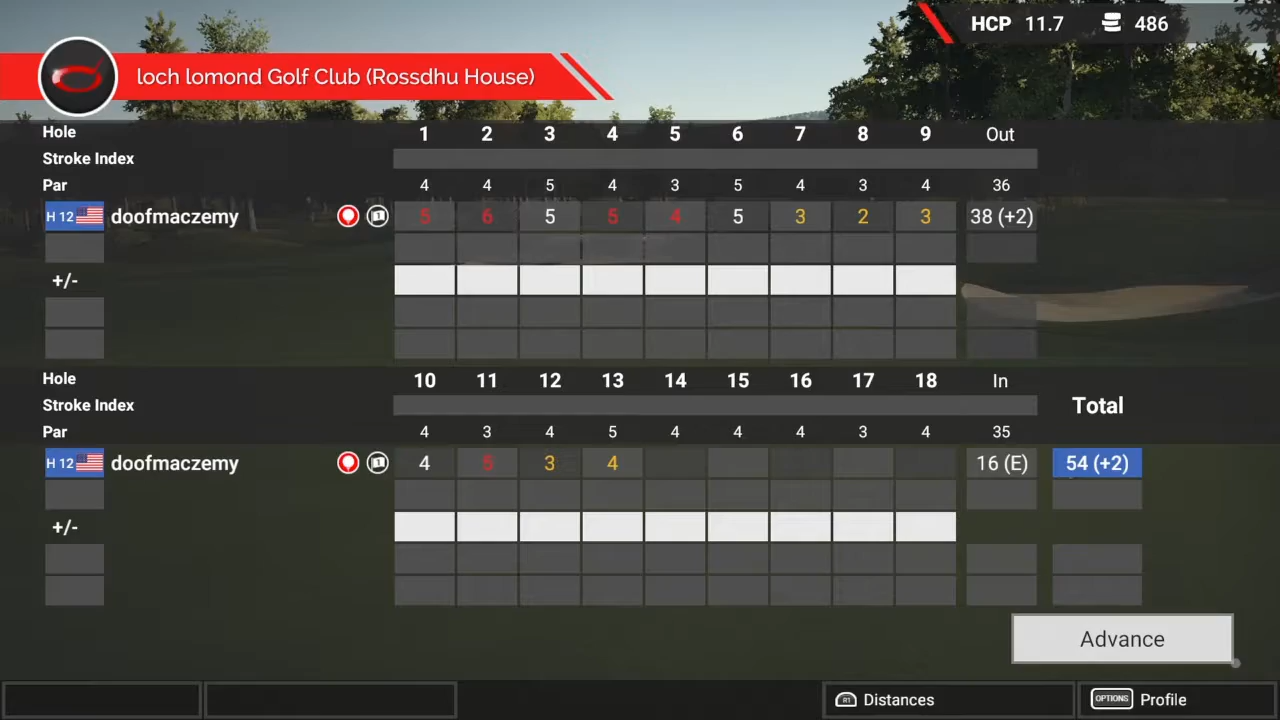 HCP 11.7 486
loch lomond Golf Club (Rossdhu House)
Hole 1 2 3 4 5 6 7 8 9 Out
Stroke Index
Par 4 4 5 4 3 5 4 3 4 36
H 12 doofmaczemy 5 6 5 5 4 5 3 2 3 38 (+2)
+/-
Hole 10 11 12 13 14 15 16 17 18 In
Stroke Index Total
Par 4 3 4 5 4 4 4 3 4 35
H 12 doofmaczemy 4 5 3 4 16 (E) 54 (+2)
+/-
Advance
R1 Distances OPTIONS Profile